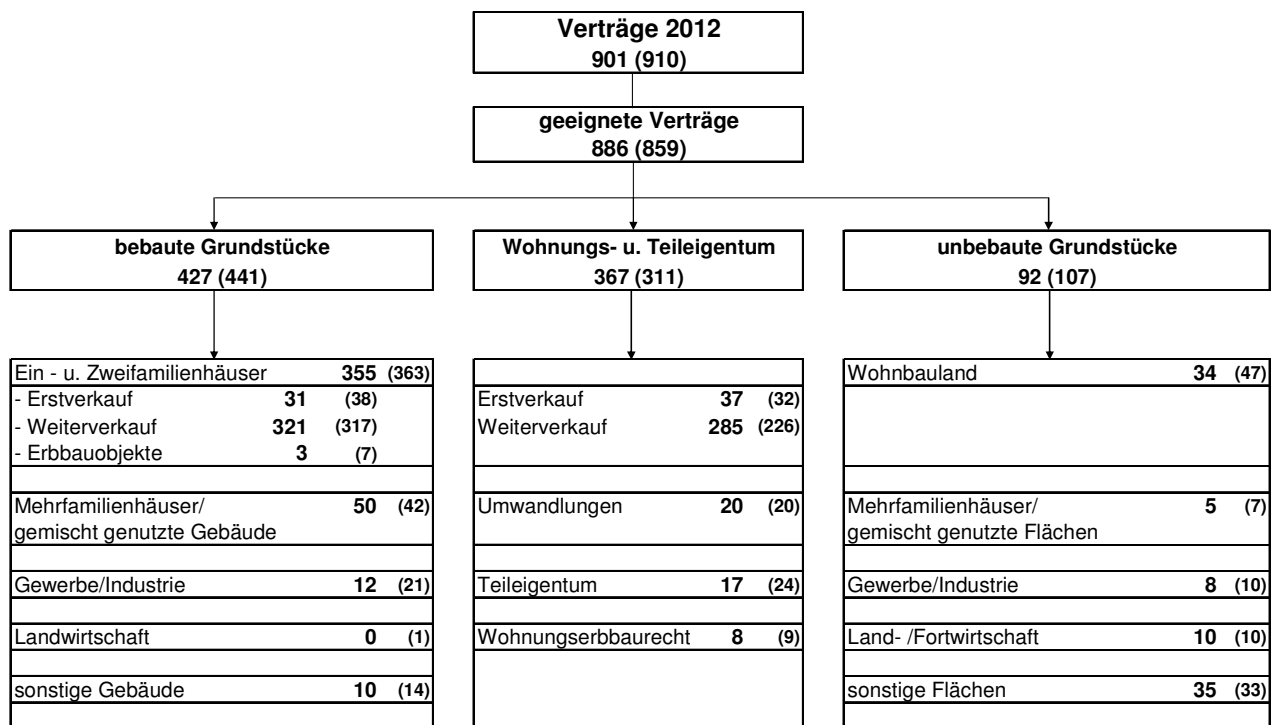 Verträge 2012
901 (910)
geeignete Verträge
886 (859)
bebaute Grundstücke
427 (441)
Ein - u. Zweifamilienhäuser 355 (363)
- Erstverkauf 31 (38)
- Weiterverkauf 321 (317)
- Erbbauobjekte 3 (7)
Mehrfamilienhäuser/ 50 (42)
gemischt genutzte Gebäude
Gewerbe/Industrie 12 (21)
Landwirtschaft 0 (1)
sonstige Gebäude 10 (14)
Wohnungs- u. Teileigentum
367 (311)
Erstverkauf 37 (32)
Weiterverkauf 285 (226)
Umwandlungen 20 (20)
Teileigentum 17 (24)
Wohnungserbbaurecht 8 (9)
unbebaute Grundstücke
92 (107)
Wohnbauland 34 (47)
Mehrfamilienhäuser/ 5 (7)
gemischt genutzte Flächen
Gewerbe/Industrie 8 (10)
Land- /Fortwirtschaft 10 (10)
sonstige Flächen 35 (33)